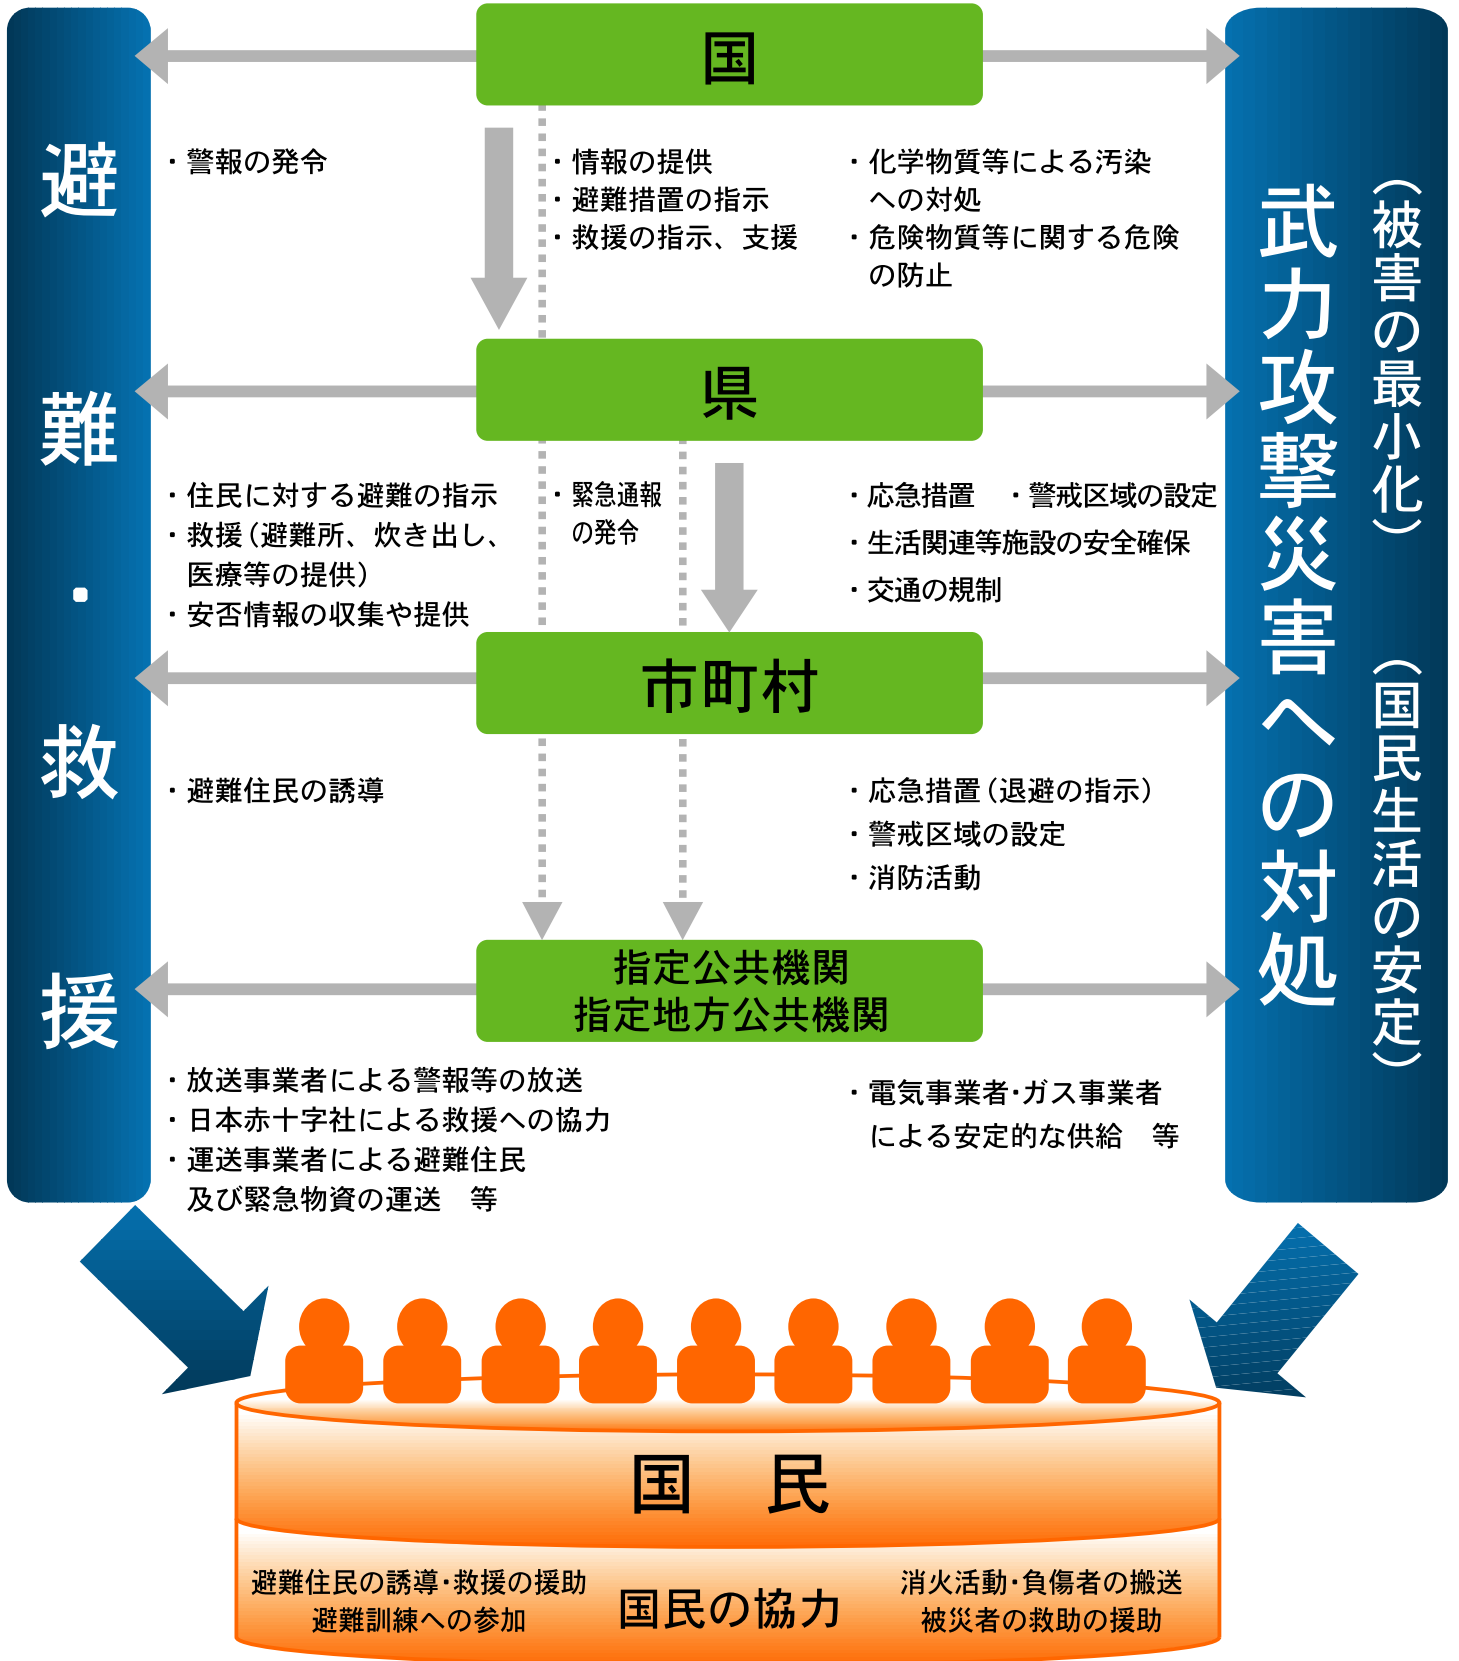 避難・救援
武力攻撃災害への対処
（被害の最小化）
（国民生活の安定）
国
・警報の発令
・情報の提供
・避難措置の指示
・救援の指示、支援
・化学物質等による汚染
への対処
・危険物質等に関する危険
の防止
県
・住民に対する避難の指示
・救援（避難所、炊き出し、
医療等の提供）
・安否情報の収集や提供
・緊急通報
の発令
・応急措置　・警戒区域の設定
・生活関連等施設の安全確保
・交通の規制
市町村
・避難住民の誘導
・応急措置（退避の指示）
・警戒区域の設定
・消防活動
指定公共機関
指定地方公共機関
・放送事業者による警報等の放送
・日本赤十字社による救援への協力
・運送事業者による避難住民
及び緊急物資の運送　等
・電気事業者・ガス事業者
による安定的な供給　等
国　民
避難住民の誘導・救援の援助
避難訓練への参加
国民の協力
消火活動・負傷者の搬送
被災者の救助の援助